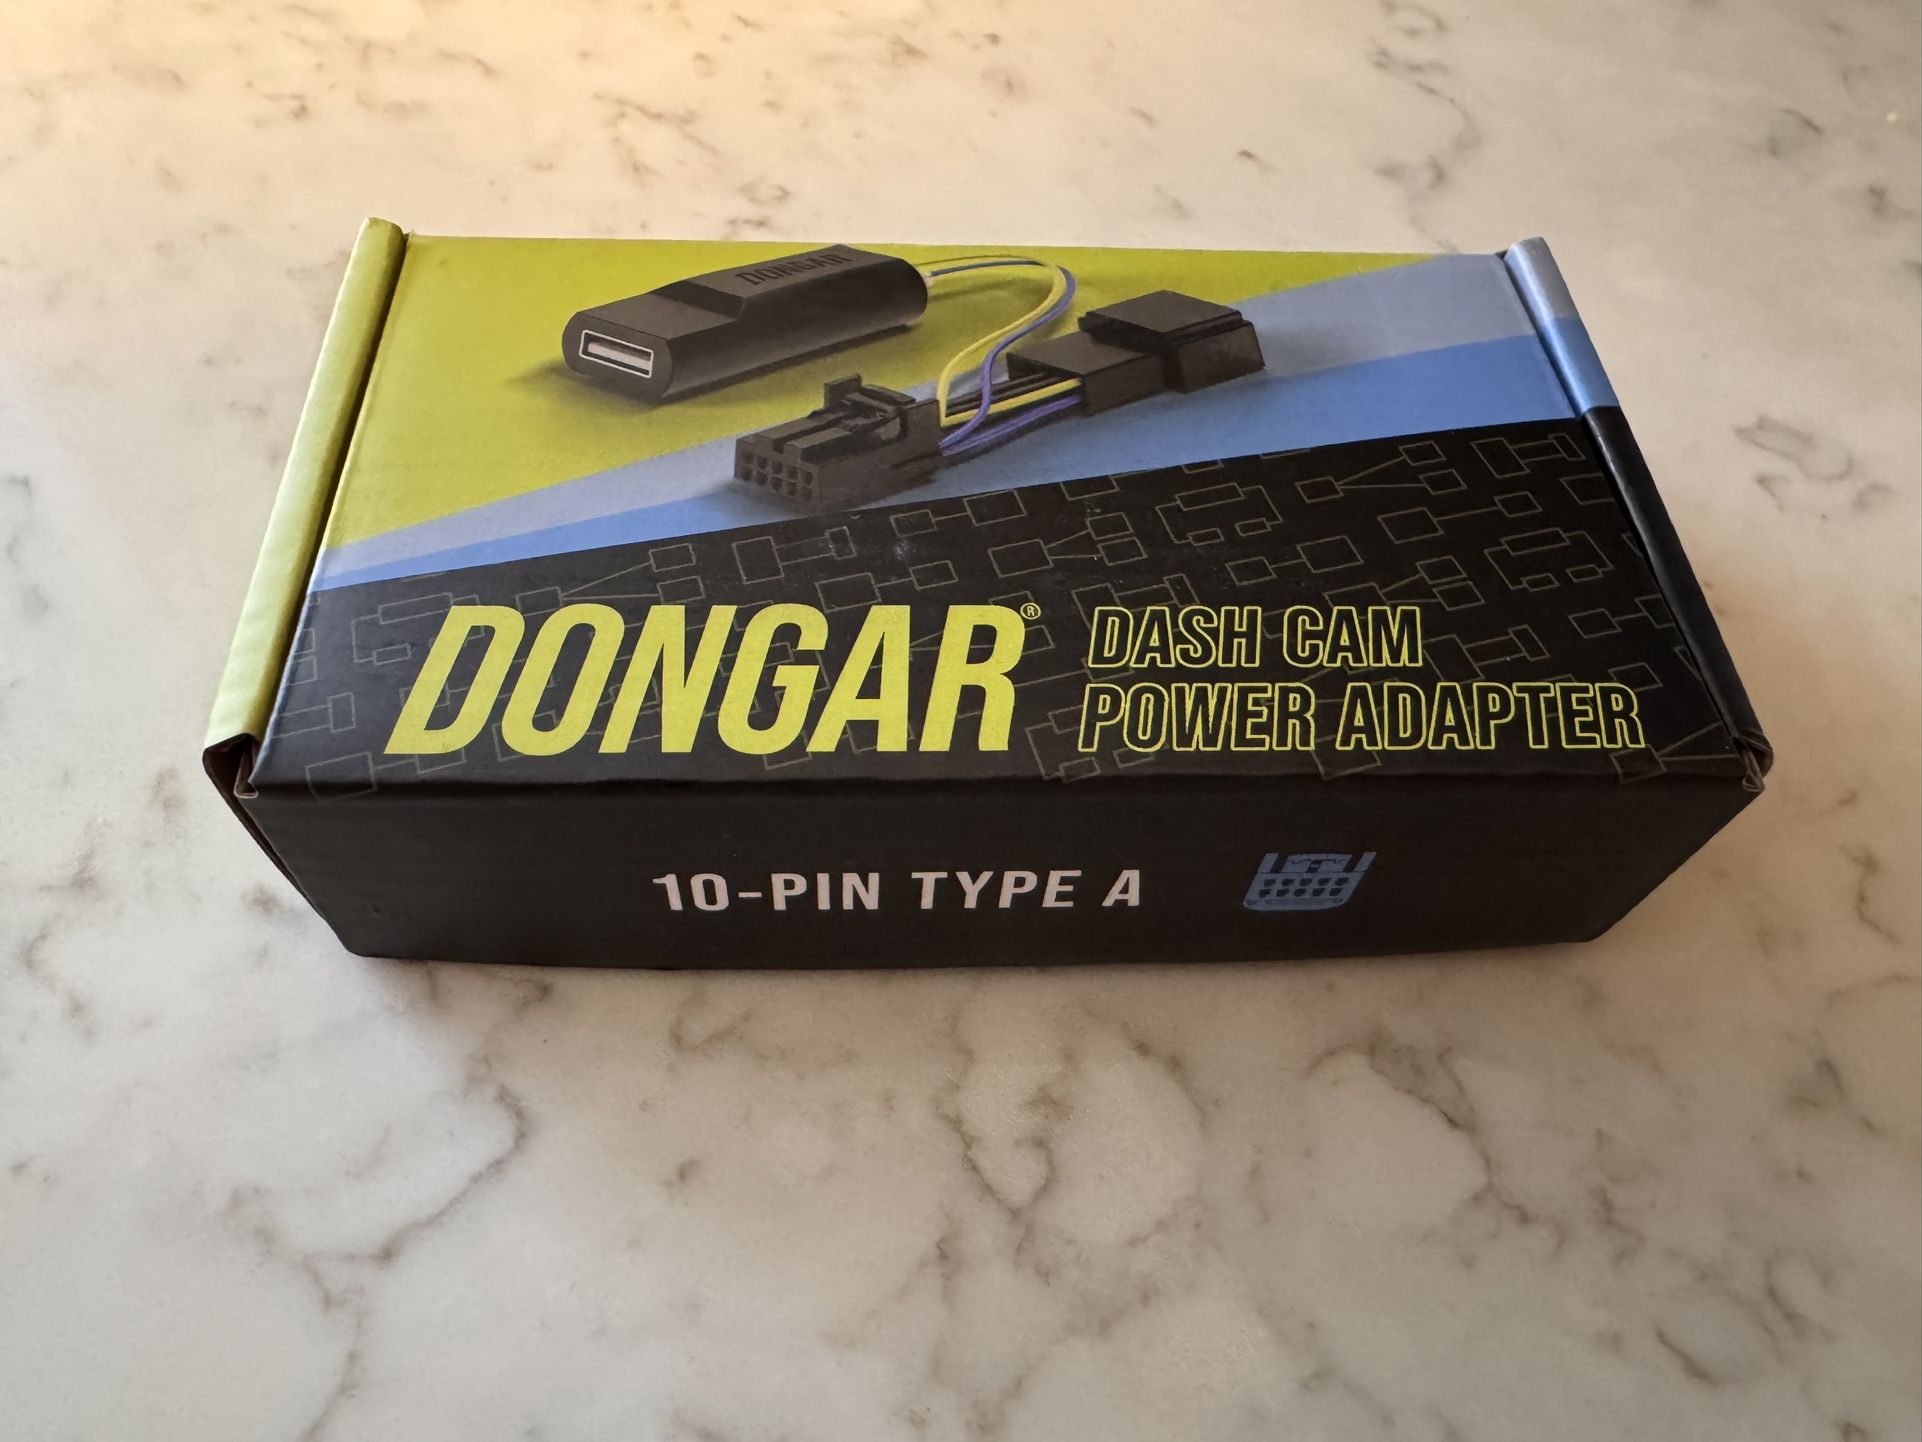 DONGAR
DONGAR®
DASH CAM
POWER ADAPTER
10-PIN TYPE A